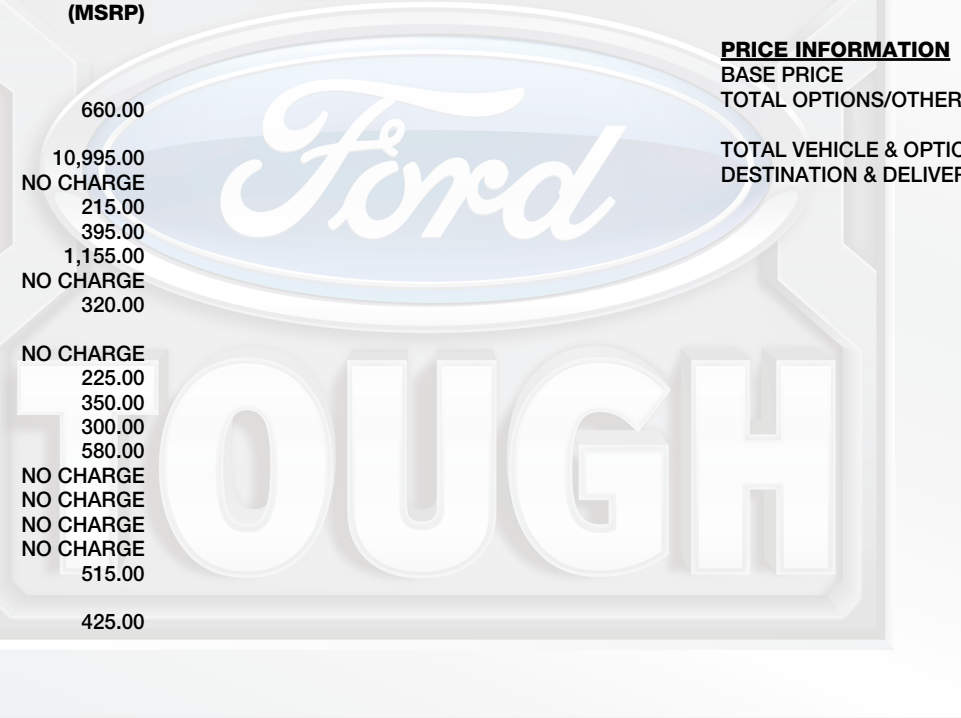 (MSRP)
660.00
10,995.00
NO CHARGE
215.00
395.00
1,155.00
NO CHARGE
320.00
NO CHARGE
225.00
350.00
300.00
580.00
NO CHARGE
NO CHARGE
NO CHARGE
NO CHARGE
515.00
425.00
PRICE INFORMATION
BASE PRICE
TOTAL OPTIONS/OTHER
TOTAL VEHICLE & OPTIO
DESTINATION & DELIVER
Ford
TOUGH